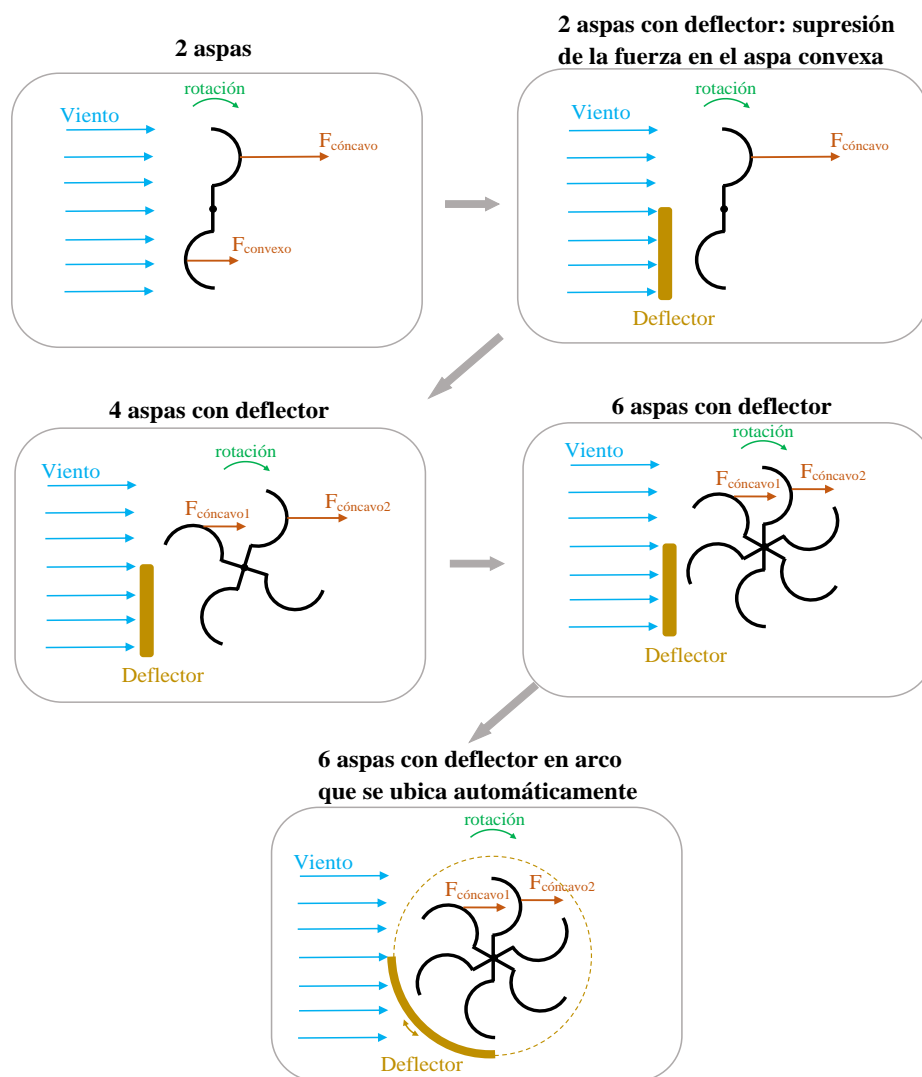 2 aspas
rotación
Viento
Fcóncavo
Fconvexo
2 aspas con deflector: supresión
de la fuerza en el aspa convexa
rotación
Viento
Fcóncavo
Deflector
4 aspas con deflector
rotación
Viento
Fcóncavo1
Fcóncavo2
Deflector
6 aspas con deflector
rotación
Viento
Fcóncavo1
Fcóncavo2
Deflector
6 aspas con deflector en arco
que se ubica automáticamente
rotación
Viento
Fcóncavo1
Fcóncavo2
Deflector